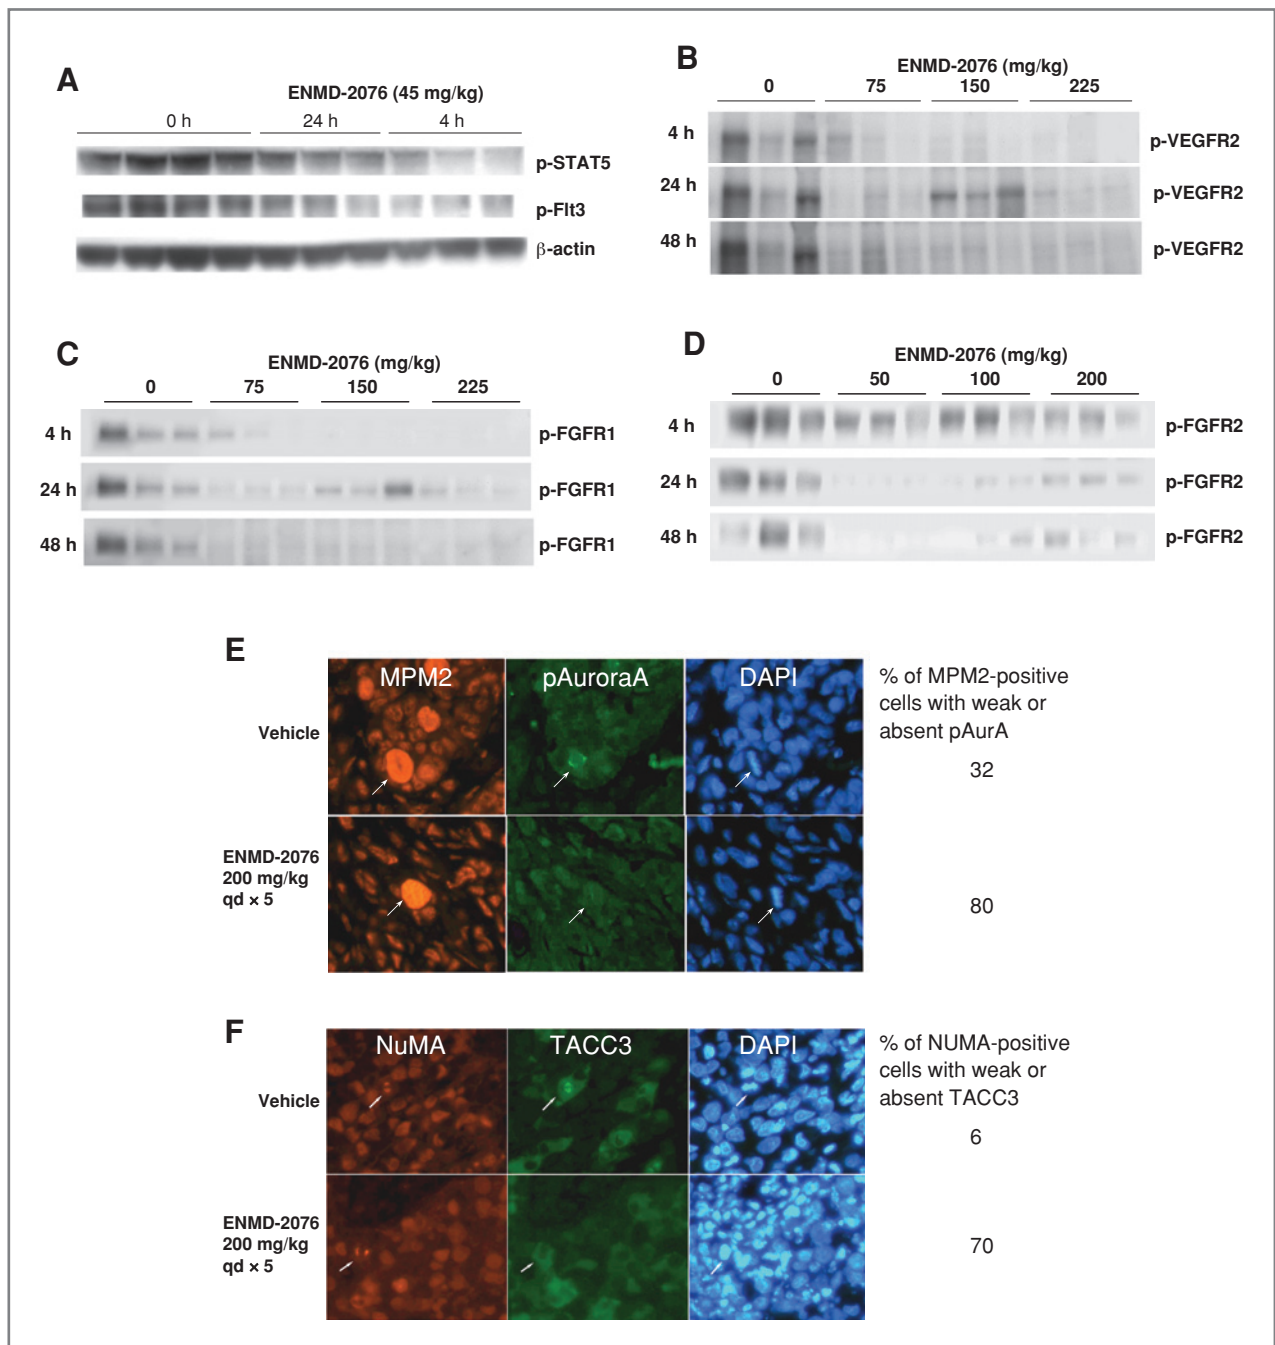 A
ENMD-2076 (45 mg/kg)
0 h 24 h 4 h
p-STAT5
p-Flt3
β-actin
B
ENMD-2076 (mg/kg)
0 75 150 225
4 h p-VEGFR2
24 h p-VEGFR2
48 h p-VEGFR2
C
ENMD-2076 (mg/kg)
0 75 150 225
4 h p-FGFR1
24 h p-FGFR1
48 h p-FGFR1
D
ENMD-2076 (mg/kg)
0 50 100 200
4 h p-FGFR2
24 h p-FGFR2
48 h p-FGFR2
E
MPM2 pAuroraA DAPI
% of MPM2-positive
cells with weak or
absent pAurA
Vehicle
32
ENMD-2076
200 mg/kg
qd × 5
80
F
NuMA TACC3 DAPI
% of NUMA-positive
cells with weak or
absent TACC3
Vehicle
6
ENMD-2076
200 mg/kg
qd × 5
70